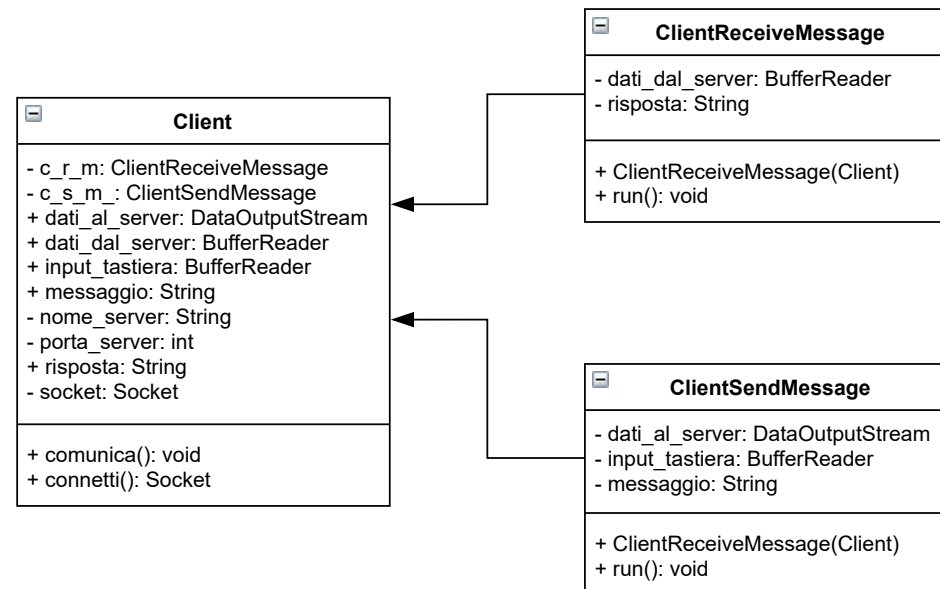 Client
- c_r_m: ClientReceiveMessage
- c_s_m_: ClientSendMessage
+ dati_al_server: DataOutputStream
+ dati_dal_server: BufferReader
+ input_tastiera: BufferReader
+ messaggio: String
- nome_server: String
- porta_server: int
+ risposta: String
- socket: Socket
+ comunica(): void
+ connetti(): Socket
ClientReceiveMessage
- dati_dal_server: BufferReader
- risposta: String
+ ClientReceiveMessage(Client)
+ run(): void
ClientSendMessage
- dati_al_server: DataOutputStream
- input_tastiera: BufferReader
- messaggio: String
+ ClientReceiveMessage(Client)
+ run(): void